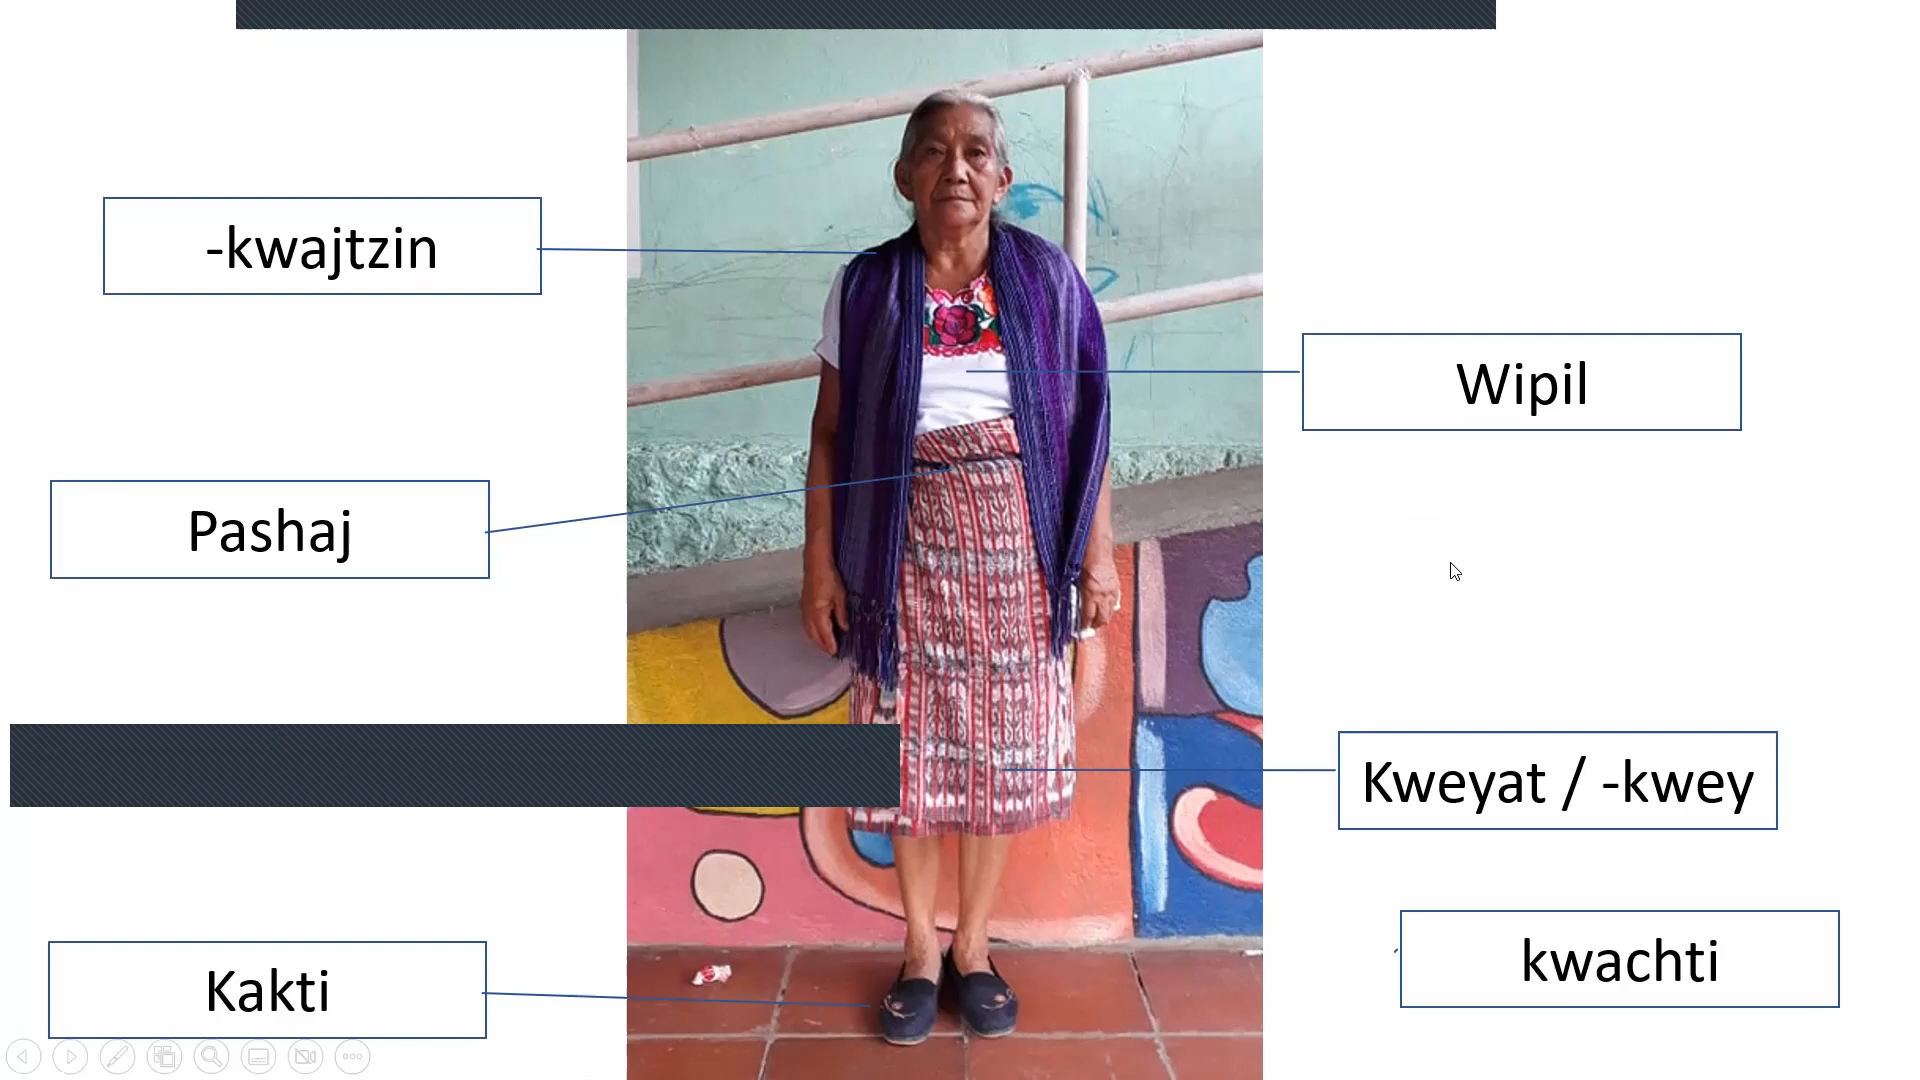 -kwajtzin
Wipil
Pashaj
Kweyat / -kwey
kwachti
Kakti